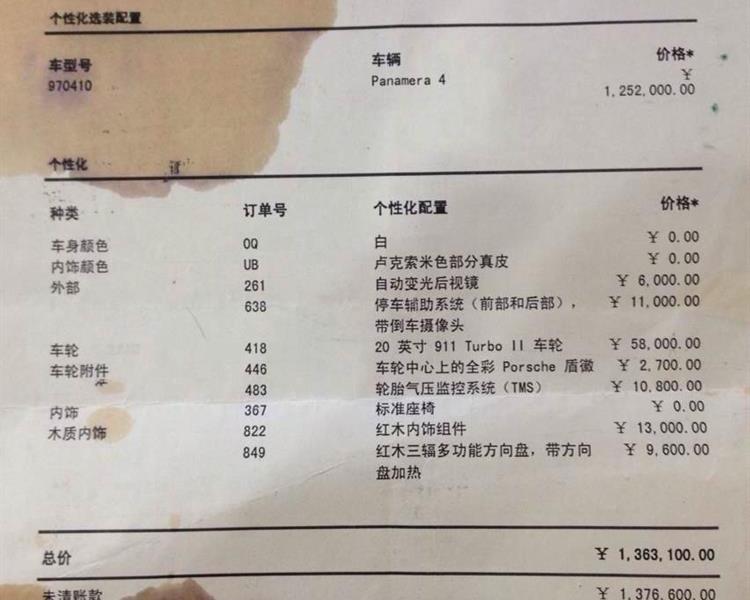 个性化选装配置
车型号 车辆 价格*
970410 Panamera 4 ¥
1,252,000.00
个性化
种类 订单号 个性化配置 价格*
车身颜色 0Q 白 ¥ 0.00
内饰颜色 UB 卢克索米色部分真皮 ¥ 0.00
外部 261 自动变光后视镜 ¥ 6,000.00
638 停车辅助系统（前部和后部）， ¥ 11,000.00
带倒车摄像头
车轮 418 20 英寸 911 Turbo II 车轮 ¥ 58,000.00
车轮附件 446 车轮中心上的全彩 Porsche 盾徽 ¥ 2,700.00
483 轮胎气压监控系统（TMS） ¥ 10,800.00
内饰 367 标准座椅 ¥ 0.00
木质内饰 822 红木内饰组件 ¥ 13,000.00
849 红木三辐多功能方向盘，带方向 ¥ 9,600.00
盘加热
总价 ¥ 1,363,100.00
未清账款 ¥ 1,376,600.00